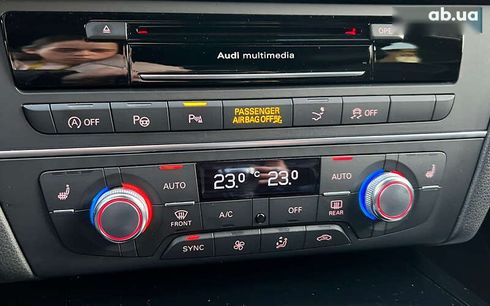 ab.ua
OPE
Audi multimedia
A OFF P P PASSENGER AIRBAG OFF OFF
AUTO 23.0 °C 23.0 AUTO
FRONT A/C OFF REAR
SYNC